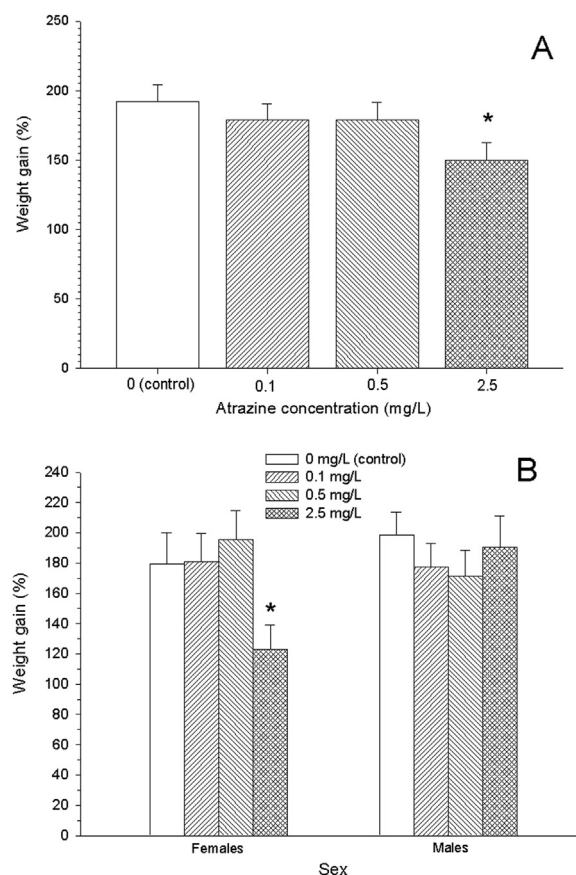 A
250
200
150
100
50
0
Weight gain (%)
*
0 (control) 0.1 0.5 2.5
Atrazine concentration (mg/L)
B
0 mg/L (control)
0.1 mg/L
0.5 mg/L
2.5 mg/L
240
220
200
180
160
140
120
100
80
60
40
20
0
Weight gain (%)
*
Females Males
Sex